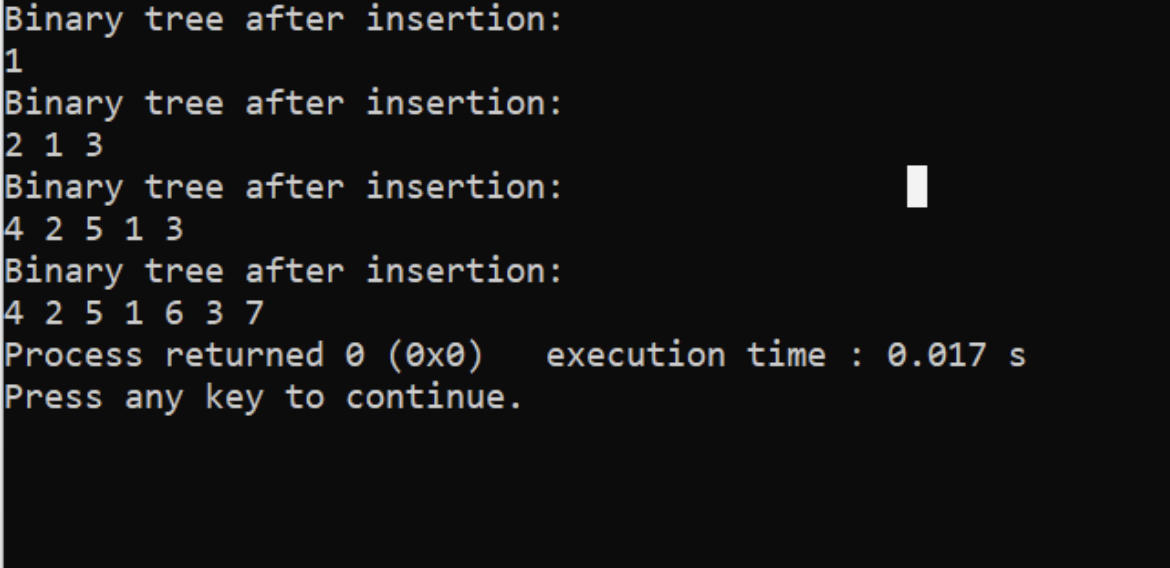 Binary tree after insertion:
1
Binary tree after insertion:
2 1 3
Binary tree after insertion:
4 2 5 1 3
Binary tree after insertion:
4 2 5 1 6 3 7
Process returned 0 (0x0)   execution time : 0.017 s
Press any key to continue.